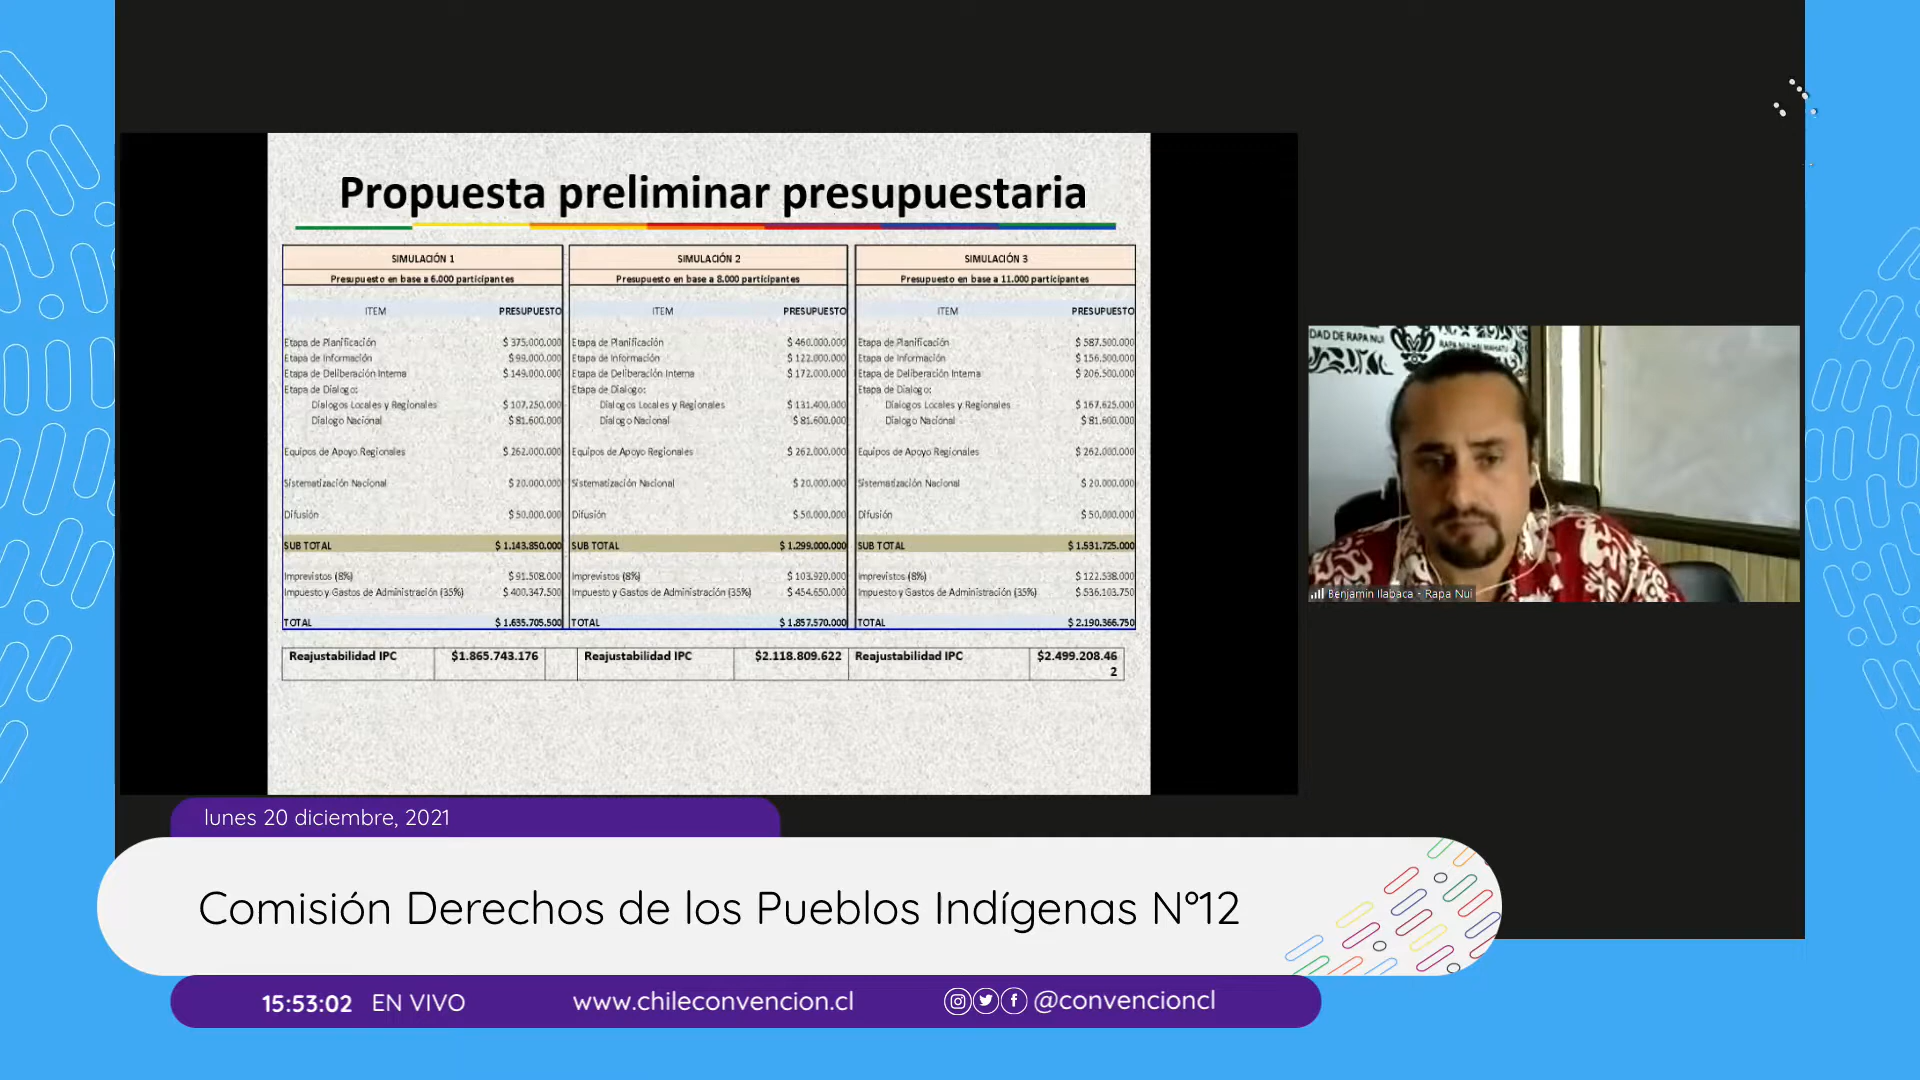 Propuesta preliminar presupuestaria
SIMULACIÓN 1
Presupuesto en base a 6.000 participantes
ITEM PRESUPUESTO
Etapa de Planificación $ 375.000.000
Etapa de Información $ 99.000.000
Etapa de Deliberación Interna $ 149.000.000
Etapa de Dialogo:
Dialogos Locales y Regionales $ 107.250.000
Dialogo Nacional $ 81.600.000
Equipos de Apoyo Regionales $ 262.000.000
Sistematización Nacional $ 20.000.000
Difusión $ 50.000.000
SUB TOTAL $ 1.143.850.000
Imprevistos (8%) $ 91.508.000
Impuesto y Gastos de Administración (35%) $ 400.347.500
TOTAL $ 1.635.705.500
Reajustabilidad IPC $1.865.743.176
SIMULACIÓN 2
Presupuesto en base a 8.000 participantes
ITEM PRESUPUESTO
Etapa de Planificación $ 460.000.000
Etapa de Información $ 122.000.000
Etapa de Deliberación Interna $ 172.000.000
Etapa de Dialogo:
Dialogos Locales y Regionales $ 131.400.000
Dialogo Nacional $ 81.600.000
Equipos de Apoyo Regionales $ 262.000.000
Sistematización Nacional $ 20.000.000
Difusión $ 50.000.000
SUB TOTAL $ 1.299.000.000
Imprevistos (8%) $ 103.920.000
Impuesto y Gastos de Administración (35%) $ 454.650.000
TOTAL $ 1.857.570.000
Reajustabilidad IPC $2.118.809.622
SIMULACIÓN 3
Presupuesto en base a 11.000 participantes
ITEM PRESUPUESTO
Etapa de Planificación $ 587.500.000
Etapa de Información $ 156.500.000
Etapa de Deliberación Interna $ 206.500.000
Etapa de Dialogo:
Dialogos Locales y Regionales $ 167.625.000
Dialogo Nacional $ 81.600.000
Equipos de Apoyo Regionales $ 262.000.000
Sistematización Nacional $ 20.000.000
Difusión $ 50.000.000
SUB TOTAL $ 1.531.725.000
Imprevistos (8%) $ 122.538.000
Impuesto y Gastos de Administración (35%) $ 536.103.750
TOTAL $ 2.190.366.750
Reajustabilidad IPC $2.499.208.46
2
DAD DE RAPA NUI
RAPA NUI
Benjamin Ilabaca - Rapa Nui
lunes 20 diciembre, 2021
Comisión Derechos de los Pueblos Indígenas N°12
15:53:02 EN VIVO www.chileconvencion.cl @convencioncl